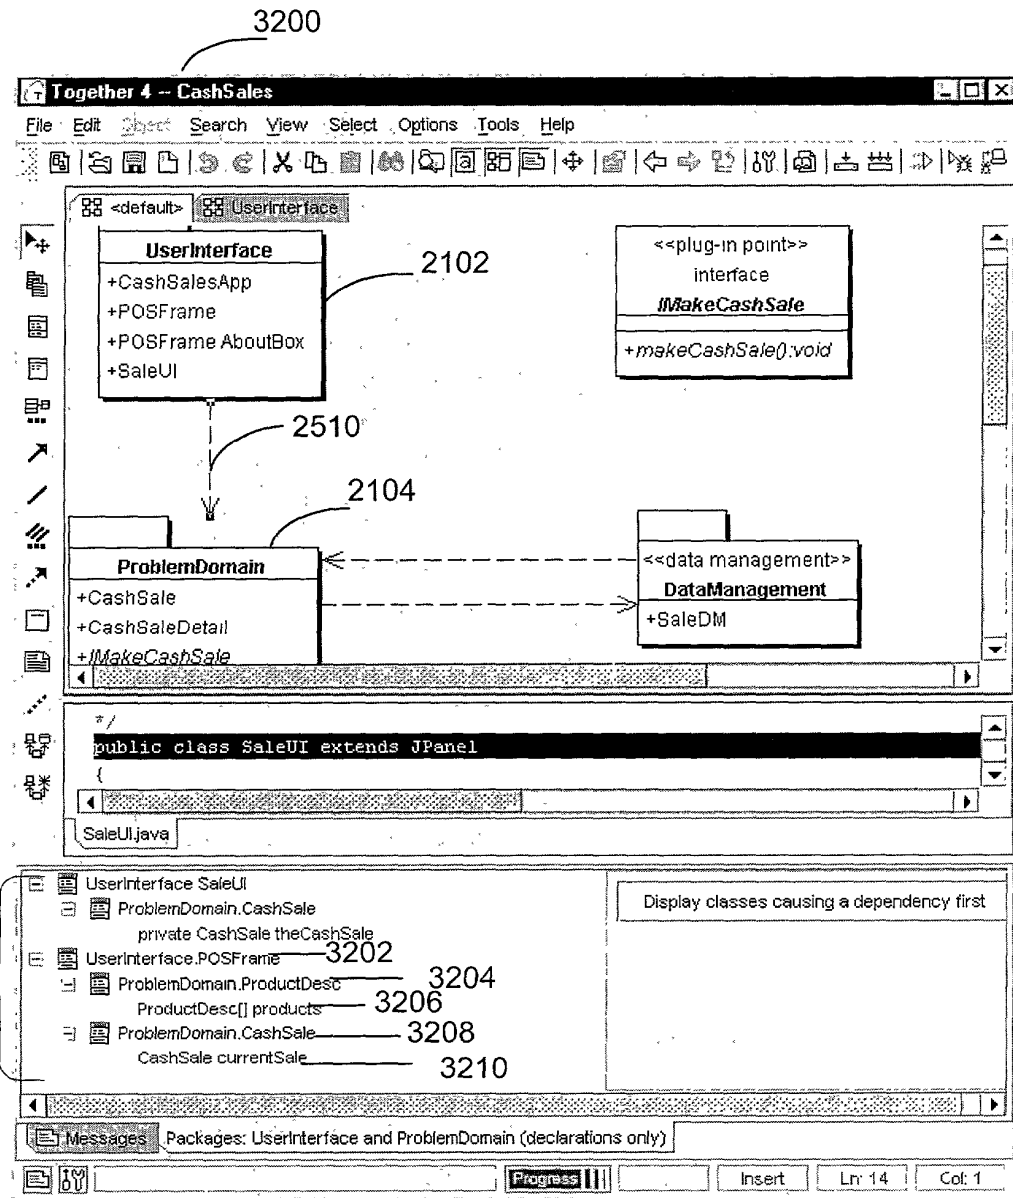 3200
Together 4 -- CashSales
File Edit Object Search View Select Options Tools Help
<default> UserInterface
UserInterface
+CashSalesApp
+POSFrame
+POSFrame AboutBox
+SaleUI
2102
<<plug-in point>>
interface
IMakeCashSale
+makeCashSale():void
2510
2104
ProblemDomain
+CashSale
+CashSaleDetail
+IMakeCashSale
<<data management>>
DataManagement
+SaleDM
*/
public class SaleUI extends JPanel
{
SaleUI.java
UserInterface SaleUI
ProblemDomain.CashSale
private CashSale theCashSale
UserInterface.POSFrame 3202
ProblemDomain.ProductDesc 3204
ProductDesc[] products 3206
ProblemDomain.CashSale 3208
CashSale currentSale 3210
Display classes causing a dependency first
Messages Packages: UserInterface and ProblemDomain (declarations only)
Progress Insert Ln: 14 Col: 1